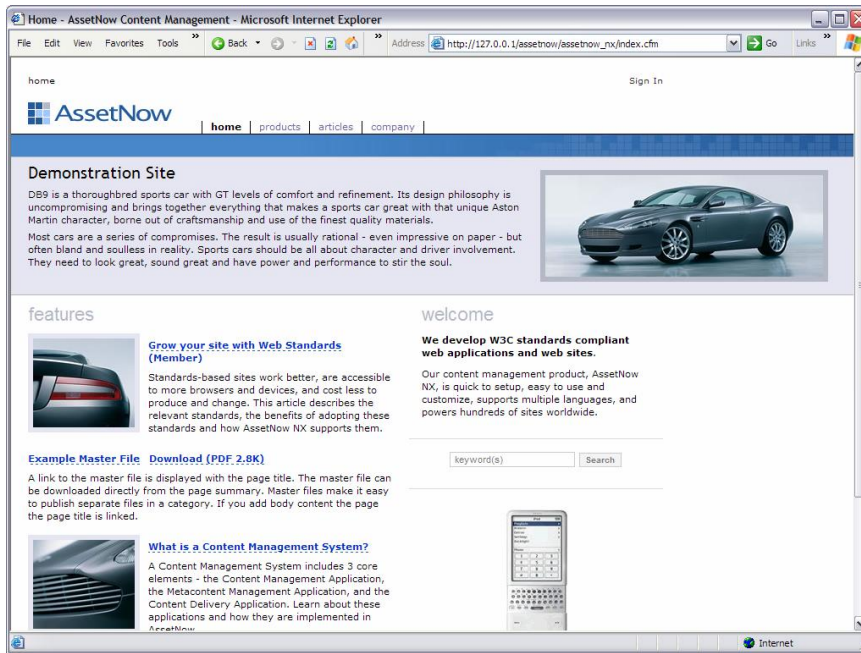 Home - AssetNow Content Management - Microsoft Internet Explorer
File Edit View Favorites Tools » Back » Address http://127.0.0.1/assetnow/assetnow_nx/index.cfm Go Links »
home Sign In
AssetNow home products articles company
Demonstration Site
DB9 is a thoroughbred sports car with GT levels of comfort and refinement. Its design philosophy is
uncompromising and brings together everything that makes a sports car great with that unique Aston
Martin character, borne out of craftsmanship and use of the finest quality materials.
Most cars are a series of compromises. The result is usually rational - even impressive on paper - but
often bland and soulless in reality. Sports cars should be all about character and driver involvement.
They need to look great, sound great and have power and performance to stir the soul.
features
Grow your site with Web Standards
(Member)
Standards-based sites work better, are accessible
to more browsers and devices, and cost less to
produce and change. This article describes the
relevant standards, the benefits of adopting these
standards and how AssetNow NX supports them.
Example Master File Download (PDF 2.8K)
A link to the master file is displayed with the page title. The master file can
be downloaded directly from the page summary. Master files make it easy
to publish separate files in a category. If you add body content the page
the page title is linked.
What is a Content Management System?
A Content Management System includes 3 core
elements - the Content Management Application,
the Metacontent Management Application, and the
Content Delivery Application. Learn about these
applications and how they are implemented in
AssetNow
welcome
We develop W3C standards compliant
web applications and web sites.
Our content management product, AssetNow
NX, is quick to setup, easy to use and
customize, supports multiple languages, and
powers hundreds of sites worldwide.
keyword(s) Search
Internet